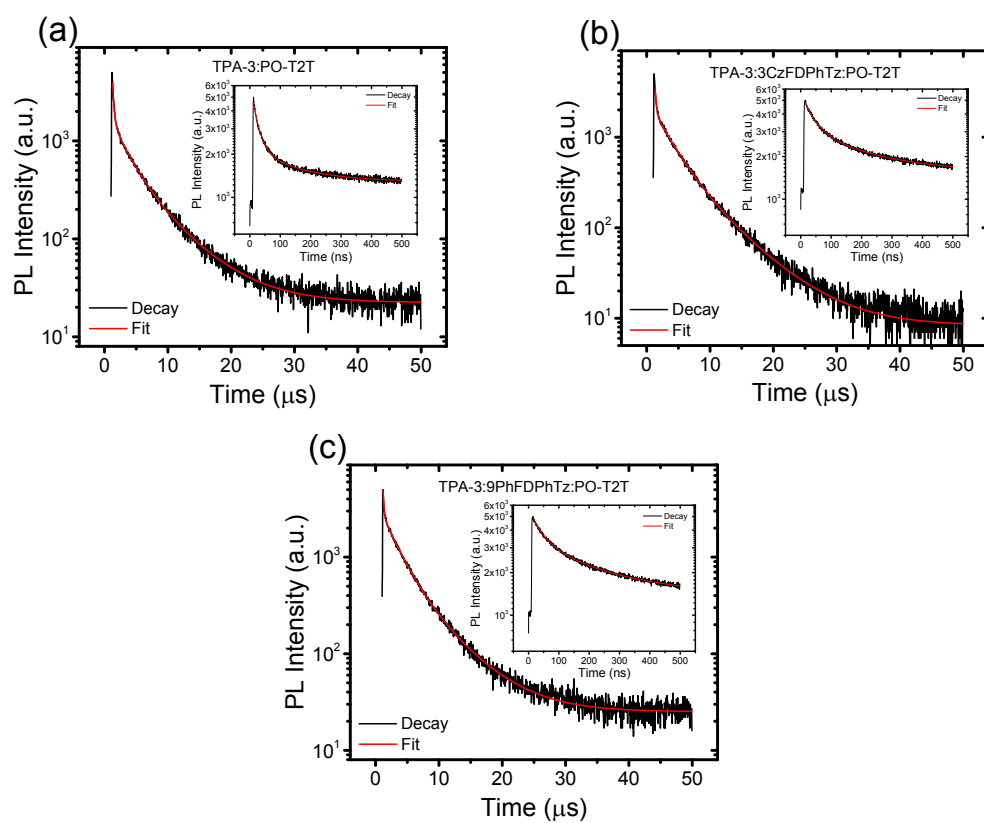 (a)
TPA-3:PO-T2T
PL Intensity (a.u.)
10³
10²
10¹
0 10 20 30 40 50
Time (μs)
Decay
Fit
PL Intensity (a.u.)
6x10³
5x10³
4x10³
3x10³
2x10³
10³
0 100 200 300 400 500
Time (ns)
Decay
Fit
(b)
TPA-3:3CzFDPhTz:PO-T2T
PL Intensity (a.u.)
10³
10²
10¹
0 10 20 30 40 50
Time (μs)
Decay
Fit
PL Intensity (a.u.)
6x10³
5x10³
4x10³
3x10³
2x10³
10³
0 100 200 300 400 500
Time (ns)
Decay
Fit
(c)
TPA-3:9PhFDPhTz:PO-T2T
PL Intensity (a.u.)
10³
10²
10¹
0 10 20 30 40 50
Time (μs)
Decay
Fit
PL Intensity (a.u.)
6x10³
5x10³
4x10³
3x10³
2x10³
10³
0 100 200 300 400 500
Time (ns)
Decay
Fit